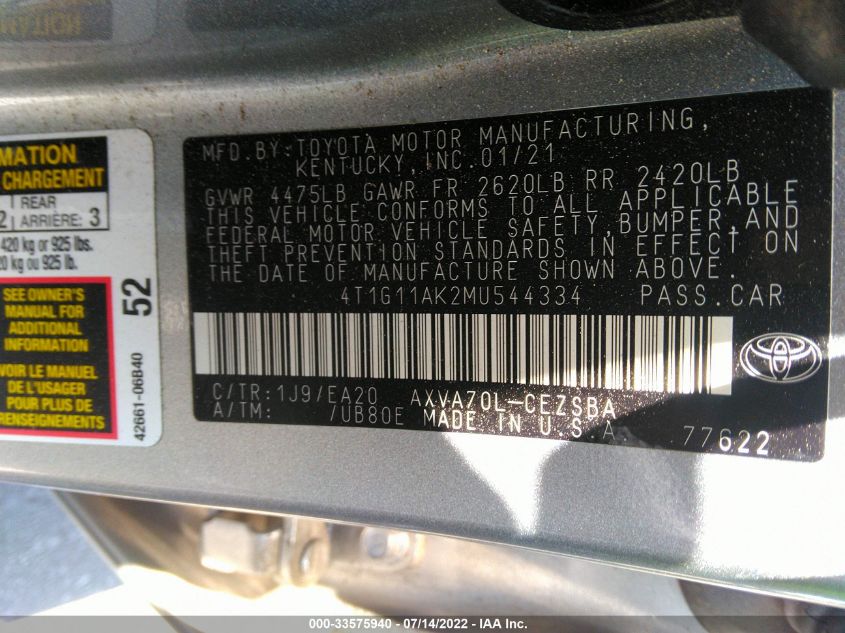 MATION
CHARGEMENT
REAR
2 ARRIÈRE: 3
420 kg or 925 lbs.
20 kg ou 925 lb.
SEE OWNER'S
MANUAL FOR
ADDITIONAL
INFORMATION
VOIR LE MANUEL
DE L'USAGER
POUR PLUS DE
RENSEIGNEMENTS
52
42661-06B40
MFD.BY:TOYOTA MOTOR MANUFACTURING,
KENTUCKY,INC.01/21
GVWR 4475LB GAWR FR 2620LB RR 2420LB
THIS VEHICLE CONFORMS TO ALL APPLICABLE
FEDERAL MOTOR VEHICLE SAFETY,BUMPER,AND
THEFT PREVENTION STANDARDS IN EFFECT ON
THE DATE OF MANUFACTURE SHOWN ABOVE.
4T1G11AK2MU544334 PASS.CAR
C/TR:1J9/EA20 AXVA70L-CEZSBA
A/TM: /UB80E MADE IN U.S.A. 77622
000-33575940 - 07/14/2022 - IAA Inc.